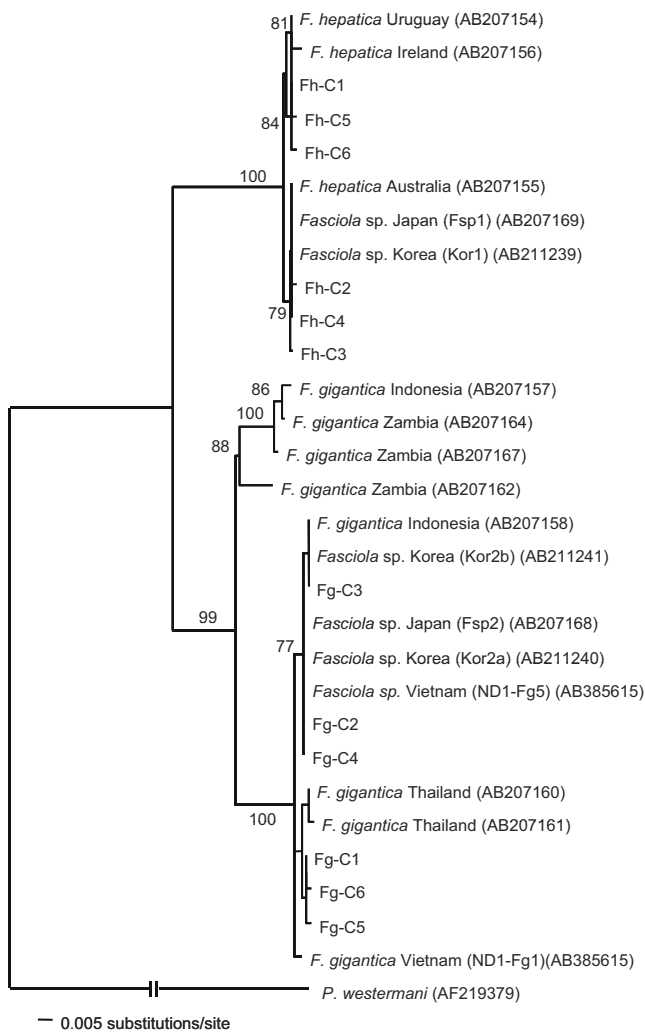 81
F. hepatica Uruguay (AB207154)
F. hepatica Ireland (AB207156)
Fh-C1
84
Fh-C5
Fh-C6
100
F. hepatica Australia (AB207155)
Fasciola sp. Japan (Fsp1) (AB207169)
Fasciola sp. Korea (Kor1) (AB211239)
Fh-C2
79
Fh-C4
Fh-C3
86
F. gigantica Indonesia (AB207157)
100
F. gigantica Zambia (AB207164)
88
F. gigantica Zambia (AB207167)
F. gigantica Zambia (AB207162)
F. gigantica Indonesia (AB207158)
Fasciola sp. Korea (Kor2b) (AB211241)
Fg-C3
99
Fasciola sp. Japan (Fsp2) (AB207168)
77
Fasciola sp. Korea (Kor2a) (AB211240)
Fasciola sp. Vietnam (ND1-Fg5) (AB385615)
Fg-C2
Fg-C4
F. gigantica Thailand (AB207160)
100
F. gigantica Thailand (AB207161)
Fg-C1
Fg-C6
Fg-C5
F. gigantica Vietnam (ND1-Fg1)(AB385615)
P. westermani (AF219379)
0.005 substitutions/site